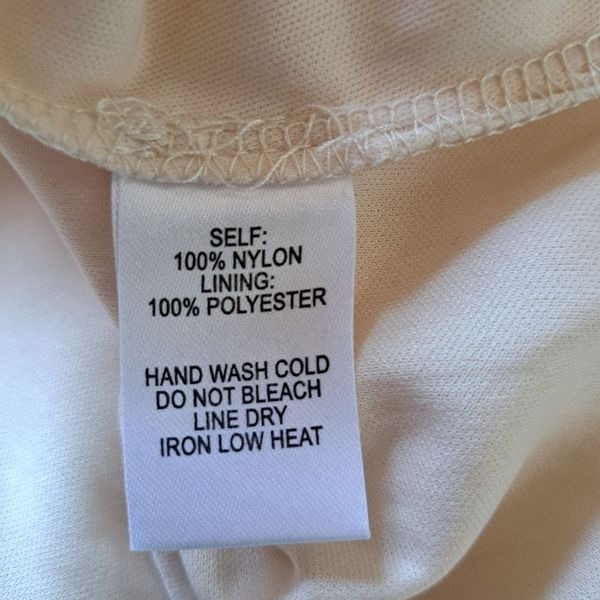 SELF:
100% NYLON
LINING:
100% POLYESTER
HAND WASH COLD
DO NOT BLEACH
LINE DRY
IRON LOW HEAT